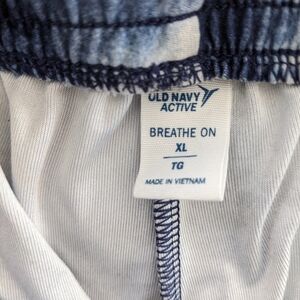 OLD NAVY
ACTIVE
BREATHE ON
XL
TG
MADE IN VIETNAM